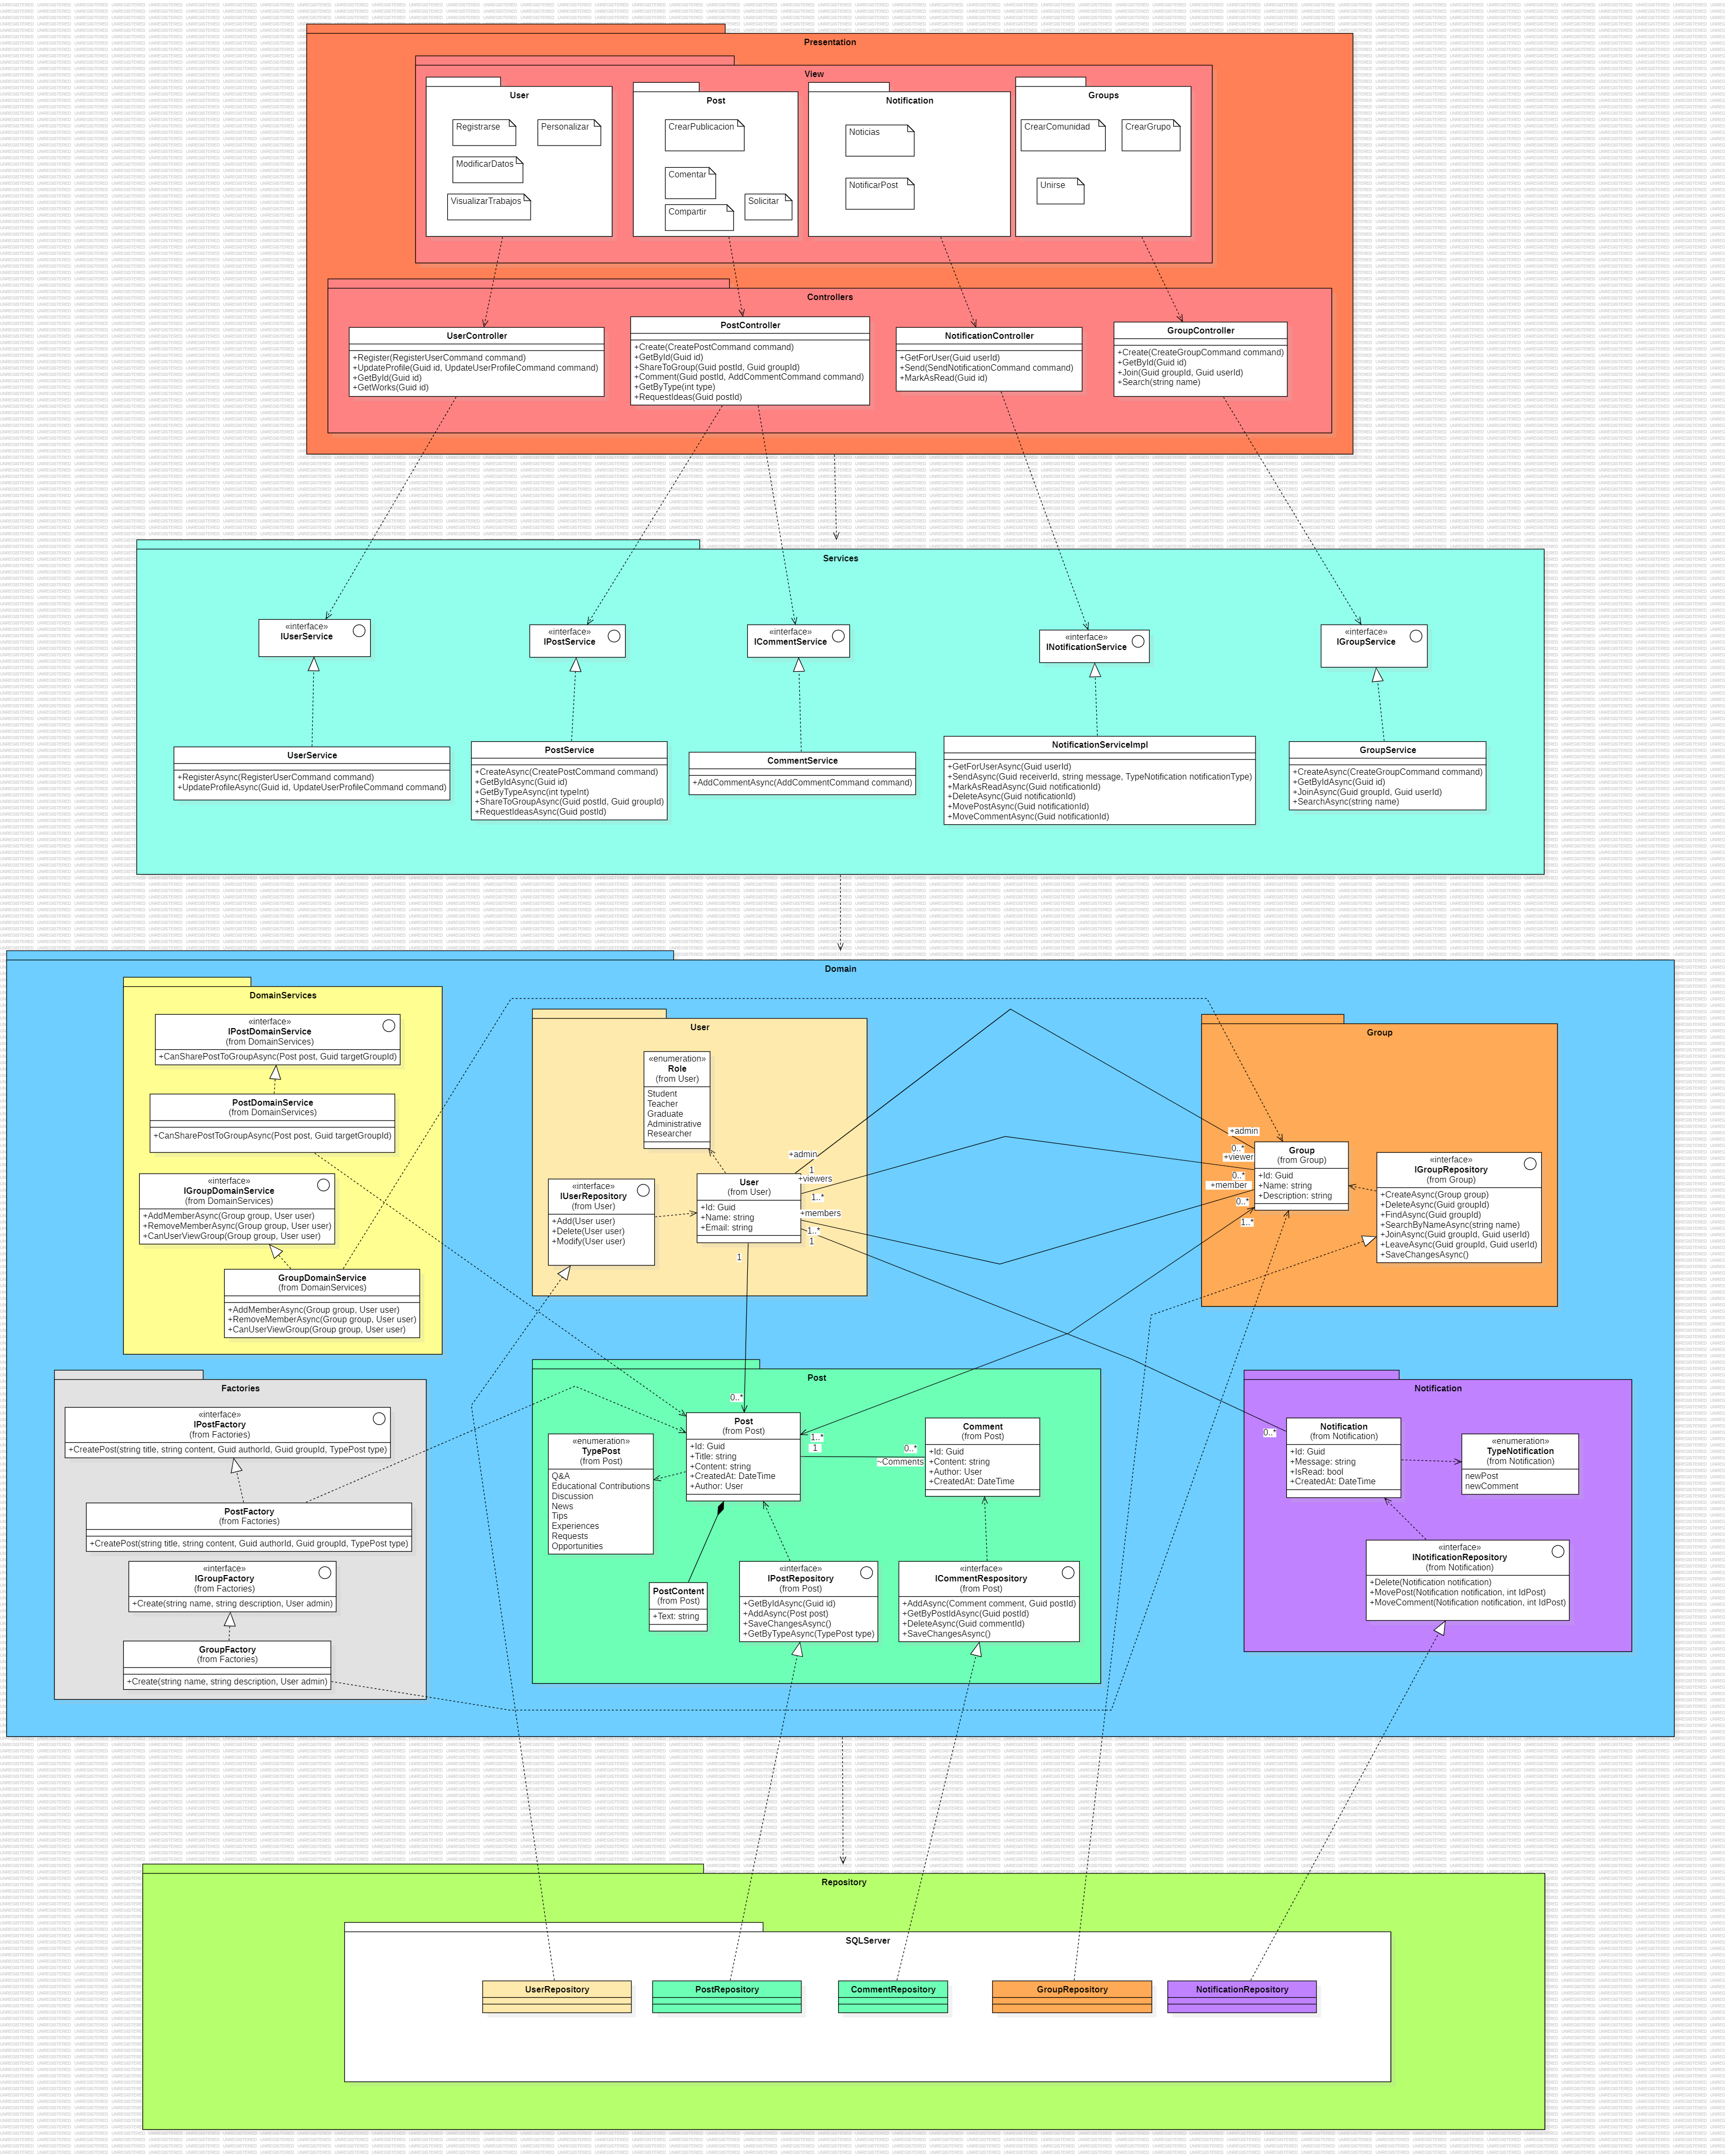 Presentation
View
User
Registrarse
Personalizar
ModificarDatos
VisualizarTrabajos
Post
CrearPublicacion
Comentar
Compartir
Solicitar
Notification
Noticias
NotificarPost
Groups
CrearComunidad
CrearGrupo
Unirse
Controllers
UserController
+Register(RegisterUserCommand command)
+UpdateProfile(Guid id, UpdateUserProfileCommand command)
+GetById(Guid id)
+GetWorks(Guid id)
PostController
+Create(CreatePostCommand command)
+GetById(Guid id)
+ShareToGroup(Guid postId, Guid groupId)
+Comment(Guid postId, AddCommentCommand command)
+GetByType(int type)
+RequestIdeas(Guid postId)
NotificationController
+GetForUser(Guid userId)
+Send(SendNotificationCommand command)
+MarkAsRead(Guid id)
GroupController
+Create(CreateGroupCommand command)
+GetById(Guid id)
+Join(Guid groupId, Guid userId)
+Search(string name)
Services
«interface»
IUserService
«interface»
IPostService
«interface»
ICommentService
«interface»
INotificationService
«interface»
IGroupService
UserService
+RegisterAsync(RegisterUserCommand command)
+UpdateProfileAsync(Guid id, UpdateUserProfileCommand command)
PostService
+CreateAsync(CreatePostCommand command)
+GetByIdAsync(Guid id)
+GetByTypeAsync(int typeInt)
+ShareToGroupAsync(Guid postId, Guid groupId)
+RequestIdeasAsync(Guid postId)
CommentService
+AddCommentAsync(AddCommentCommand command)
NotificationServiceImpl
+GetForUserAsync(Guid userId)
+SendAsync(Guid receiverId, string message, TypeNotification notificationType)
+MarkAsReadAsync(Guid notificationId)
+DeleteAsync(Guid notificationId)
+MovePostAsync(Guid notificationId)
+MoveCommentAsync(Guid notificationId)
GroupService
+CreateAsync(CreateGroupCommand command)
+GetByIdAsync(Guid id)
+JoinAsync(Guid groupId, Guid userId)
+SearchAsync(string name)
Domain
DomainServices
«interface»
IPostDomainService
(from DomainServices)
+CanSharePostToGroupAsync(Post post, Guid targetGroupId)
PostDomainService
(from DomainServices)
+CanSharePostToGroupAsync(Post post, Guid targetGroupId)
«interface»
IGroupDomainService
(from DomainServices)
+AddMemberAsync(Group group, User user)
+RemoveMemberAsync(Group group, User user)
+CanUserViewGroup(Group group, User user)
GroupDomainService
(from DomainServices)
+AddMemberAsync(Group group, User user)
+RemoveMemberAsync(Group group, User user)
+CanUserViewGroup(Group group, User user)
User
«enumeration»
Role
(from User)
Student
Teacher
Graduate
Administrative
Researcher
«interface»
IUserRepository
(from User)
+Add(User user)
+Delete(User user)
+Modify(User user)
User
(from User)
+Id: Guid
+Name: string
+Email: string
+admin
1
+viewers
1..*
+members
1..*
1
1
Group
+admin
0..*
+viewer
0..*
+member
0..*
1..*
Group
(from Group)
+Id: Guid
+Name: string
+Description: string
«interface»
IGroupRepository
(from Group)
+CreateAsync(Group group)
+DeleteAsync(Guid groupId)
+FindAsync(Guid groupId)
+SearchByNameAsync(string name)
+JoinAsync(Guid groupId, Guid userId)
+LeaveAsync(Guid groupId, Guid userId)
+SaveChangesAsync()
Factories
«interface»
IPostFactory
(from Factories)
+CreatePost(string title, string content, Guid authorId, Guid groupId, TypePost type)
PostFactory
(from Factories)
+CreatePost(string title, string content, Guid authorId, Guid groupId, TypePost type)
«interface»
IGroupFactory
(from Factories)
+Create(string name, string description, User admin)
GroupFactory
(from Factories)
+Create(string name, string description, User admin)
Post
0..*
Post
(from Post)
+Id: Guid
+Title: string
+Content: string
+CreatedAt: DateTime
+Author: User
1..*
1
0..*
~Comments
«enumeration»
TypePost
(from Post)
Q&A
Educational Contributions
Discussion
News
Tips
Experiences
Requests
Opportunities
Comment
(from Post)
+Id: Guid
+Content: string
+Author: User
+CreatedAt: DateTime
PostContent
(from Post)
+Text: string
«interface»
IPostRepository
(from Post)
+GetByIdAsync(Guid id)
+AddAsync(Post post)
+SaveChangesAsync()
+GetByTypeAsync(TypePost type)
«interface»
ICommentRespository
(from Post)
+AddAsync(Comment comment, Guid postId)
+GetByPostIdAsync(Guid postId)
+DeleteAsync(Guid commentId)
+SaveChangesAsync()
Notification
0..*
Notification
(from Notification)
+Id: Guid
+Message: string
+IsRead: bool
+CreatedAt: DateTime
«enumeration»
TypeNotification
(from Notification)
newPost
newComment
«interface»
INotificationRepository
(from Notification)
+Delete(Notification notification)
+MovePost(Notification notification, int IdPost)
+MoveComment(Notification notification, int IdPost)
Repository
SQLServer
UserRepository
PostRepository
CommentRepository
GroupRepository
NotificationRepository
UNREGISTERED